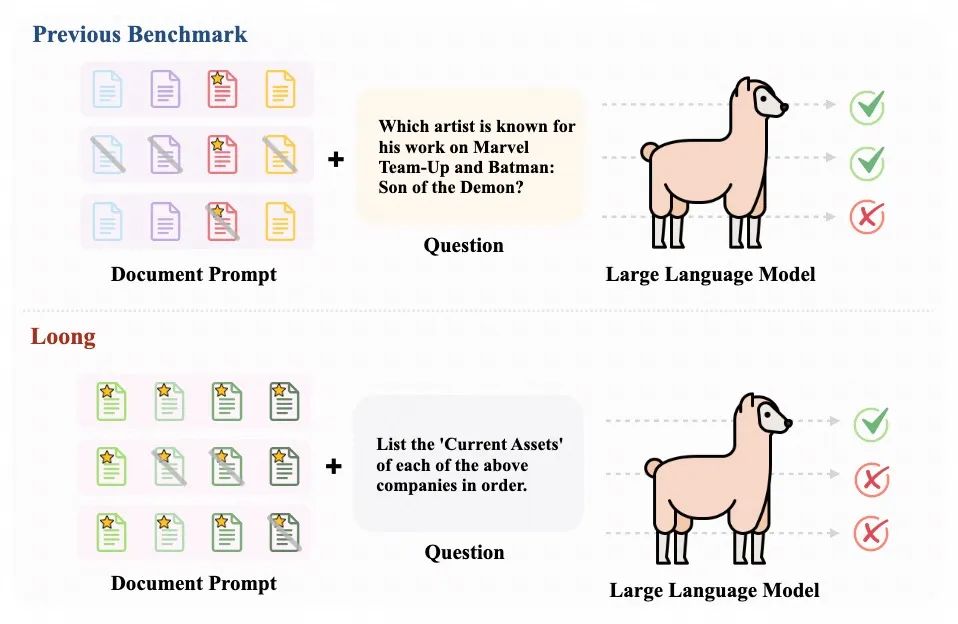 Previous Benchmark
+
Which artist is known for
his work on Marvel
Team-Up and Batman:
Son of the Demon?
Document Prompt
Question
Large Language Model
Loong
+
List the 'Current Assets'
of each of the above
companies in order.
Document Prompt
Question
Large Language Model